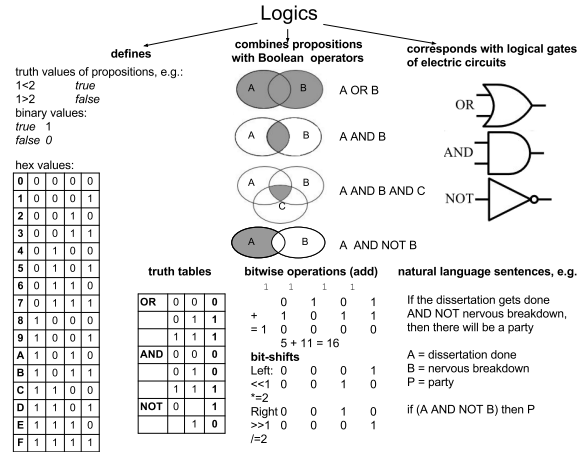 Logics
defines
truth values of propositions, e.g.:
1<2 true
1>2 false
binary values:
true 1
false 0
hex values:
0 0 0 0 0
1 0 0 0 1
2 0 0 1 0
3 0 0 1 1
4 0 1 0 0
5 0 1 0 1
6 0 1 1 0
7 0 1 1 1
8 1 0 0 0
9 1 0 0 1
A 1 0 1 0
B 1 0 1 1
C 1 1 0 0
D 1 1 0 1
E 1 1 1 0
F 1 1 1 1
combines propositions
with Boolean operators
A B A OR B
A B A AND B
A B
C
A AND B AND C
A B A AND NOT B
corresponds with logical gates
of electric circuits
OR
AND
NOT
truth tables
OR 0 0 0
0 1 1
1 1 1
AND 0 0 0
0 1 0
1 1 1
NOT 0 1
1 0
bitwise operations (add)
1 1 1 1
0 1 0 1
+ 1 0 1 1
= 1 0 0 0 0
5 + 11 = 16
bit-shifts
Left: 0 0 0 1
<<1 0 0 1 0
*=2
Right 0 0 1 0
>>1 0 0 0 1
/=2
natural language sentences, e.g.
If the dissertation gets done
AND NOT nervous breakdown,
then there will be a party
A = dissertation done
B = nervous breakdown
P = party
if (A AND NOT B) then P